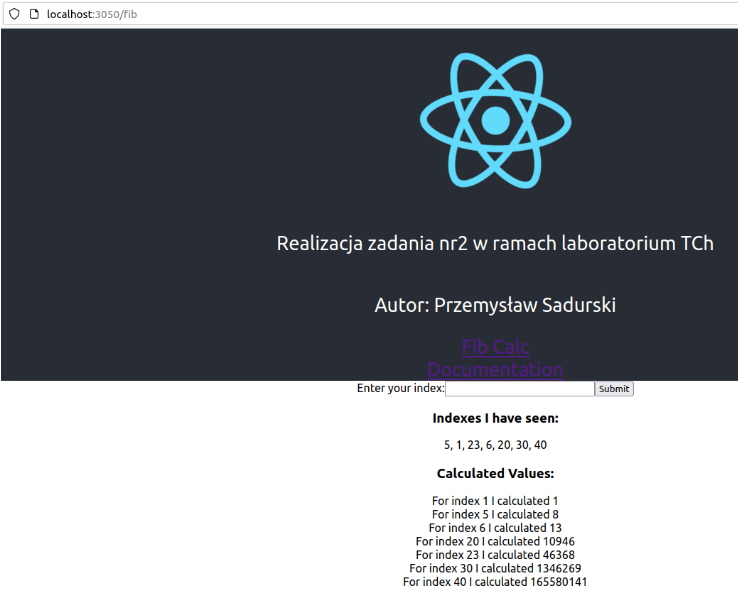 localhost:3050/fib
Realizacja zadania nr2 w ramach laboratorium TCh
Autor: Przemysław Sadurski
Fib Calc
Documentation
Enter your index: Submit
Indexes I have seen:
5, 1, 23, 6, 20, 30, 40
Calculated Values:
For index 1 I calculated 1
For index 5 I calculated 8
For index 6 I calculated 13
For index 20 I calculated 10946
For index 23 I calculated 46368
For index 30 I calculated 1346269
For index 40 I calculated 165580141